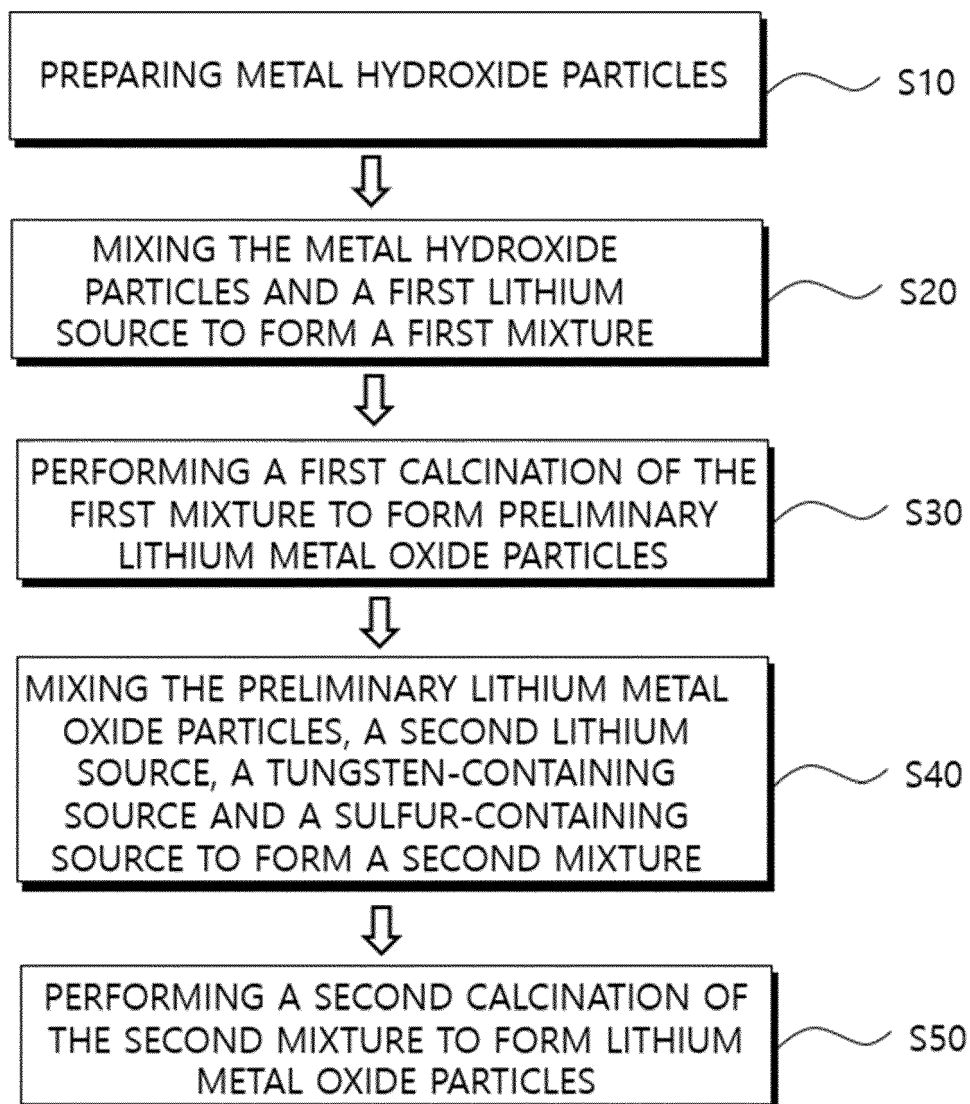 PREPARING METAL HYDROXIDE PARTICLES
S10
MIXING THE METAL HYDROXIDE
PARTICLES AND A FIRST LITHIUM
SOURCE TO FORM A FIRST MIXTURE
S20
PERFORMING A FIRST CALCINATION OF THE
FIRST MIXTURE TO FORM PRELIMINARY
LITHIUM METAL OXIDE PARTICLES
S30
MIXING THE PRELIMINARY LITHIUM METAL
OXIDE PARTICLES, A SECOND LITHIUM
SOURCE, A TUNGSTEN-CONTAINING
SOURCE AND A SULFUR-CONTAINING
SOURCE TO FORM A SECOND MIXTURE
S40
PERFORMING A SECOND CALCINATION OF
THE SECOND MIXTURE TO FORM LITHIUM
METAL OXIDE PARTICLES
S50